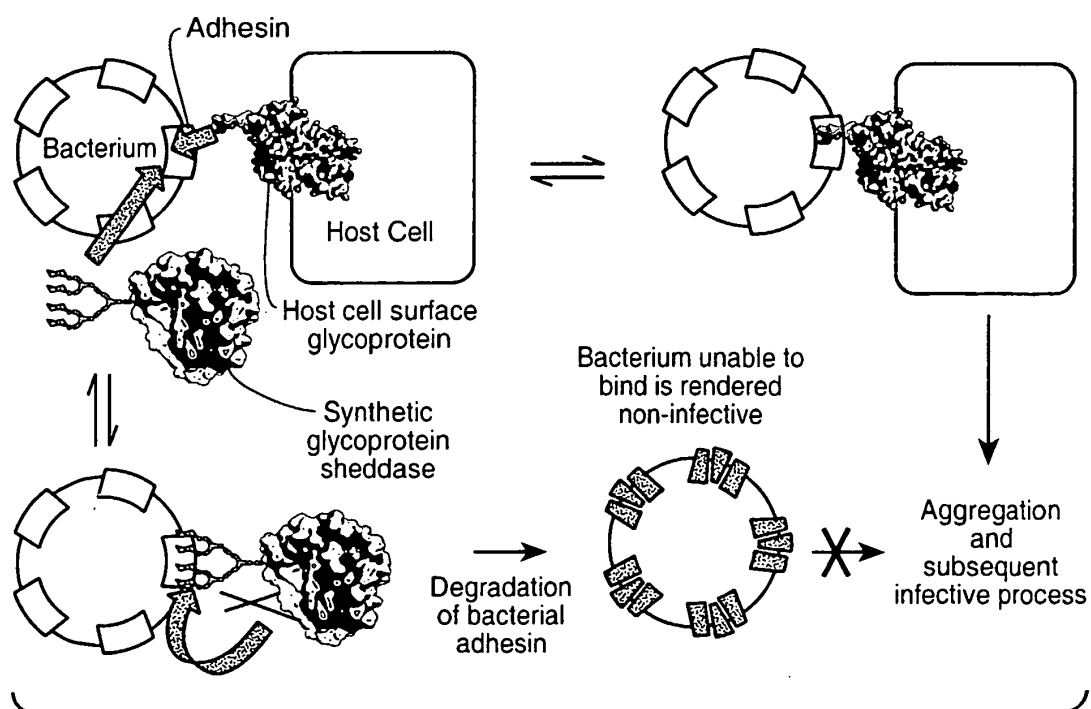 Adhesin
Bacterium
Host Cell
Host cell surface
glycoprotein
Synthetic
glycoprotein
sheddase
Bacterium unable to
bind is rendered
non-infective
Degradation
of bacterial
adhesin
Aggregation
and
subsequent
infective process